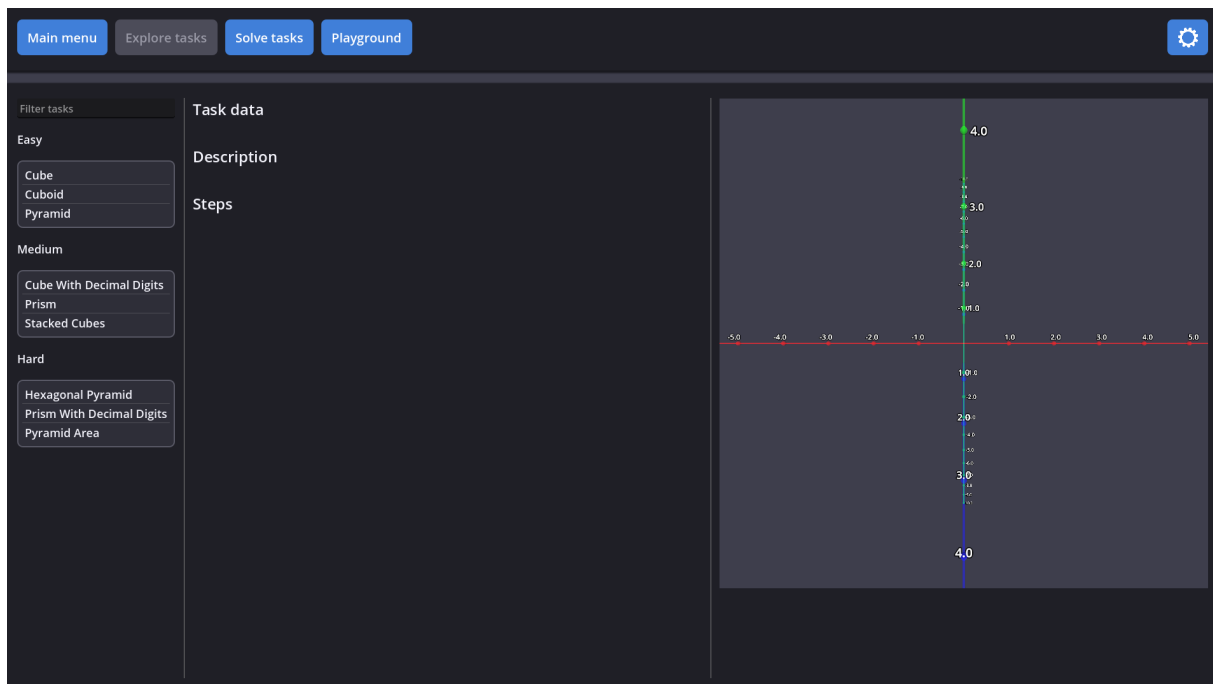 Main menu
Explore tasks
Solve tasks
Playground
Filter tasks
Easy
Cube
Cuboid
Pyramid
Medium
Cube With Decimal Digits
Prism
Stacked Cubes
Hard
Hexagonal Pyramid
Prism With Decimal Digits
Pyramid Area
Task data
Description
Steps
4.0
3.0
2.0
-5.0 -4.0 -3.0 -2.0 -1.0 1.0 2.0 3.0 4.0 5.0
-2.0
2.0
3.0
4.0